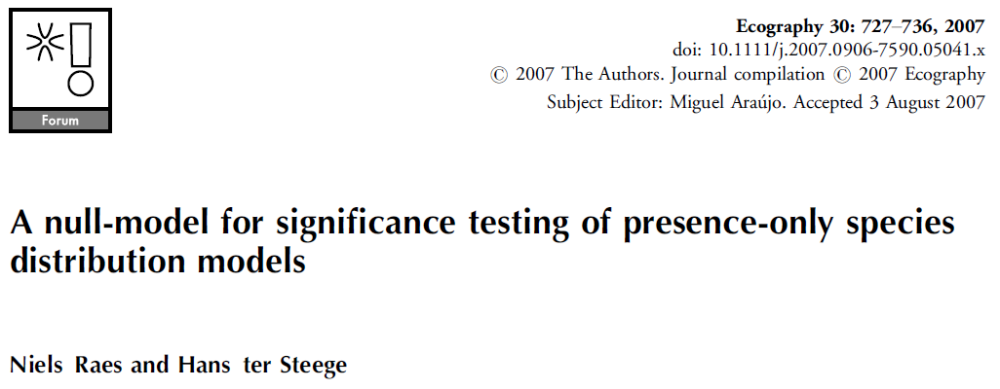 Forum
Ecography 30: 727–736, 2007
doi: 10.1111/j.2007.0906-7590.05041.x
© 2007 The Authors. Journal compilation © 2007 Ecography
Subject Editor: Miguel Araújo. Accepted 3 August 2007
A null-model for significance testing of presence-only species
distribution models
Niels Raes and Hans ter Steege